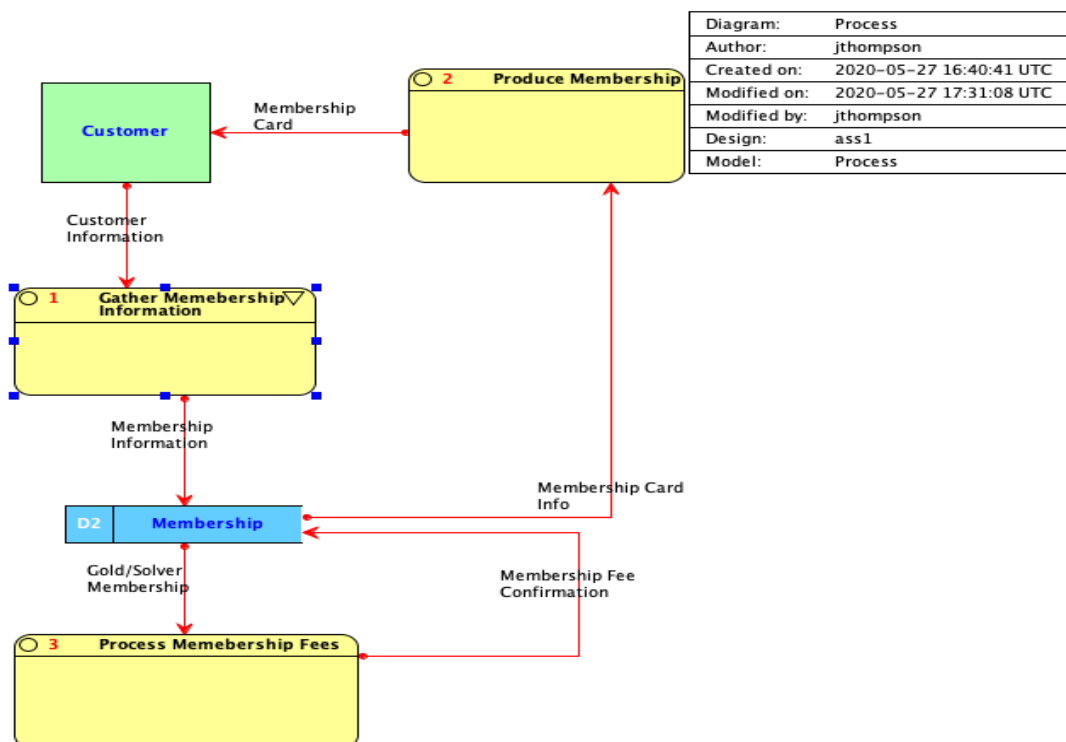 Diagram: Process
Author: jthompson
Created on: 2020-05-27 16:40:41 UTC
Modified on: 2020-05-27 17:31:08 UTC
Modified by: jthompson
Design: ass1
Model: Process
2 Produce Membership
Membership
Card
Customer
Customer
Information
1 Gather Memebership
Information
Membership
Information
Membership Card
Info
D2 Membership
Gold/Solver
Membership
Membership Fee
Confirmation
3 Process Memebership Fees